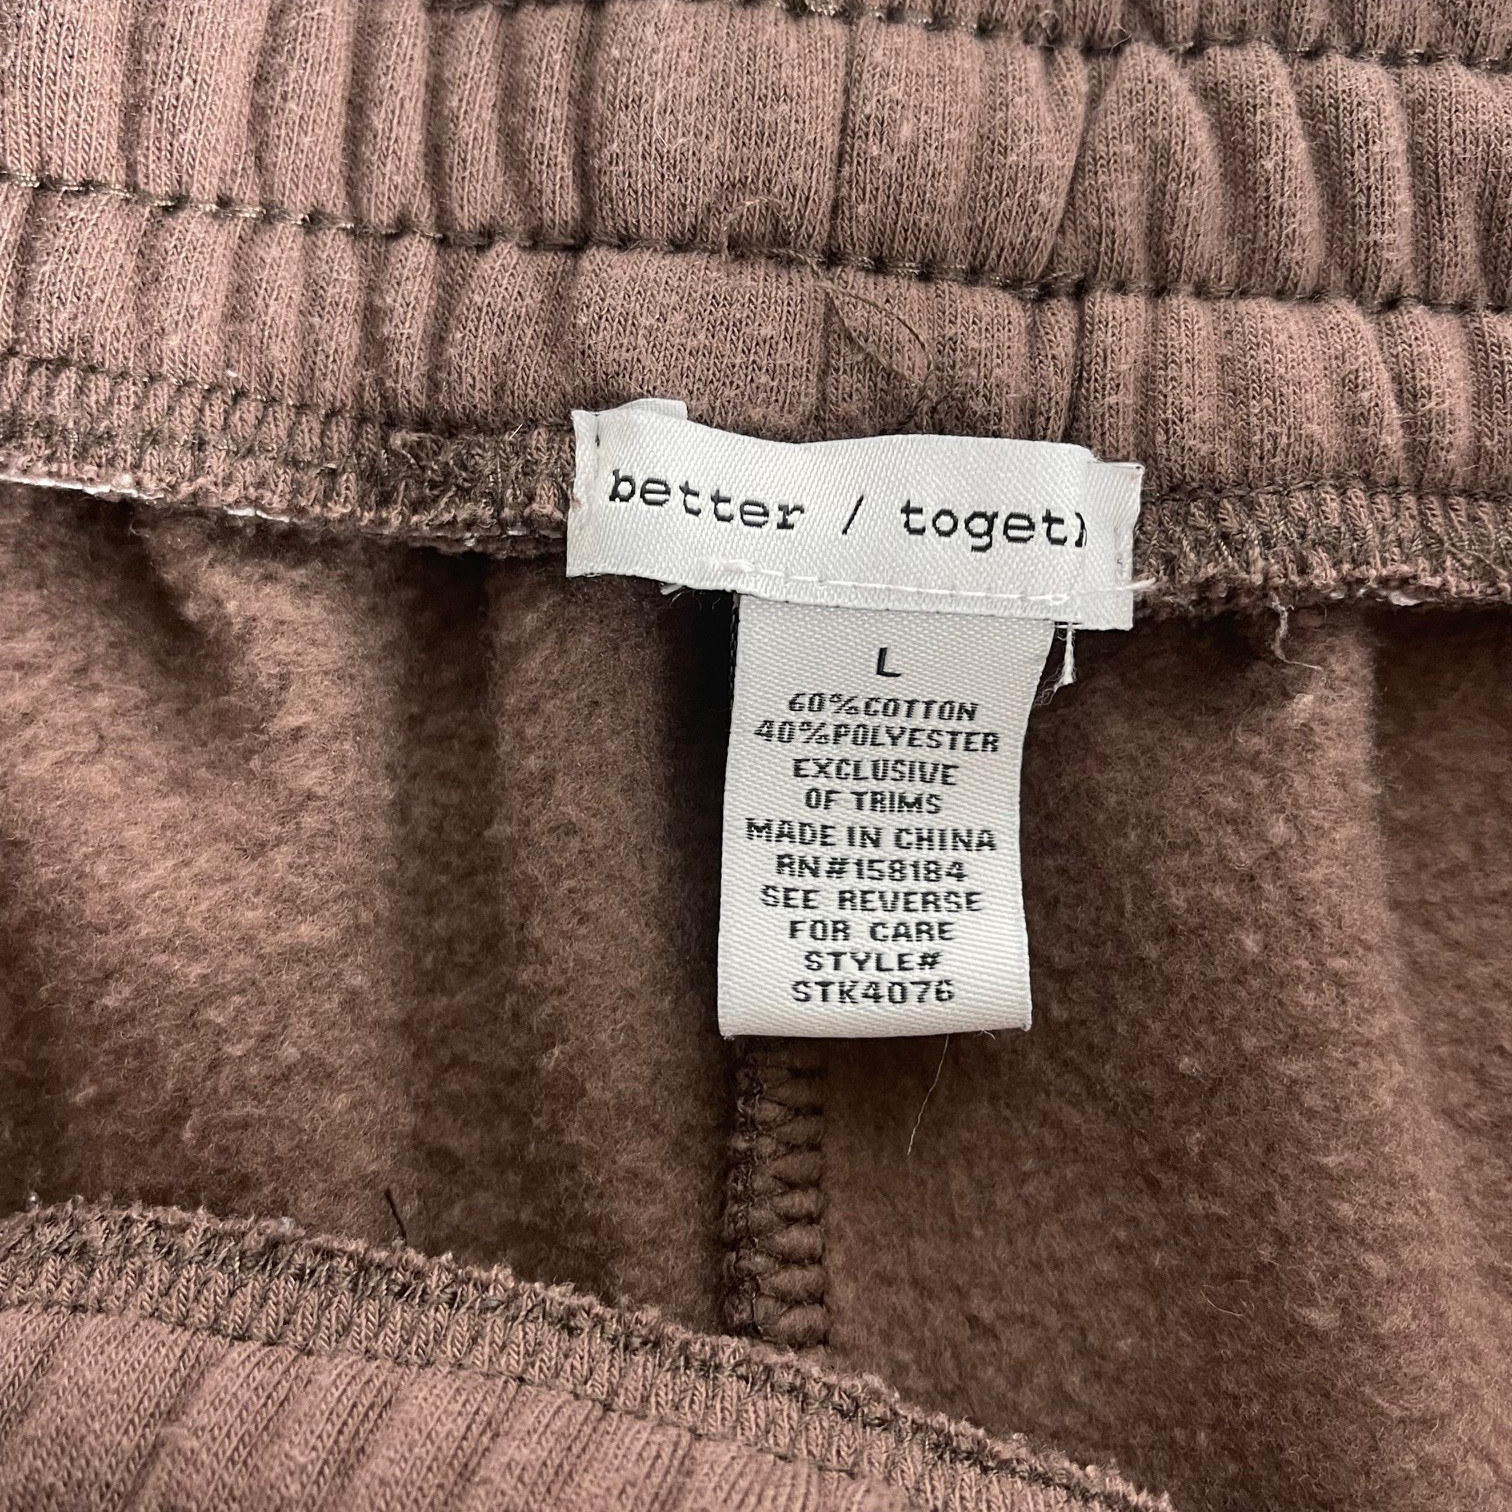 better / toget
L
60%COTTON
40%POLYESTER
EXCLUSIVE
OF TRIMS
MADE IN CHINA
RN#158184
SEE REVERSE
FOR CARE
STYLE#
STK4076